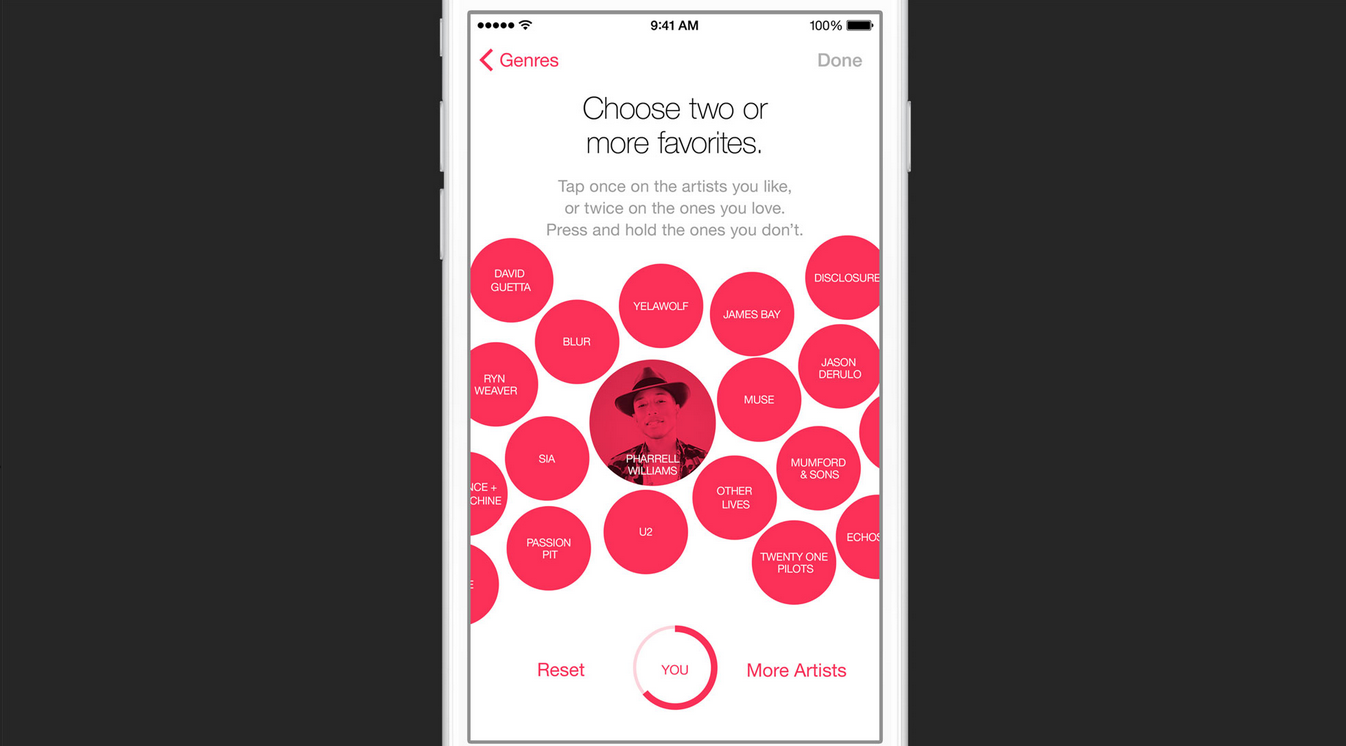 9:41 AM
100%
Genres
Done
Choose two or
more favorites.
Tap once on the artists you like,
or twice on the ones you love.
Press and hold the ones you don't.
DAVID
GUETTA
YELAWOLF
JAMES BAY
DISCLOSURE
BLUR
RYN
WEAVER
JASON
DERULO
MUSE
SIA
PHARRELL
WILLIAMS
MUMFORD
& SONS
NCE +
CHINE
OTHER
LIVES
U2
PASSION
PIT
TWENTY ONE
PILOTS
ECHOS
E
Reset
YOU
More Artists